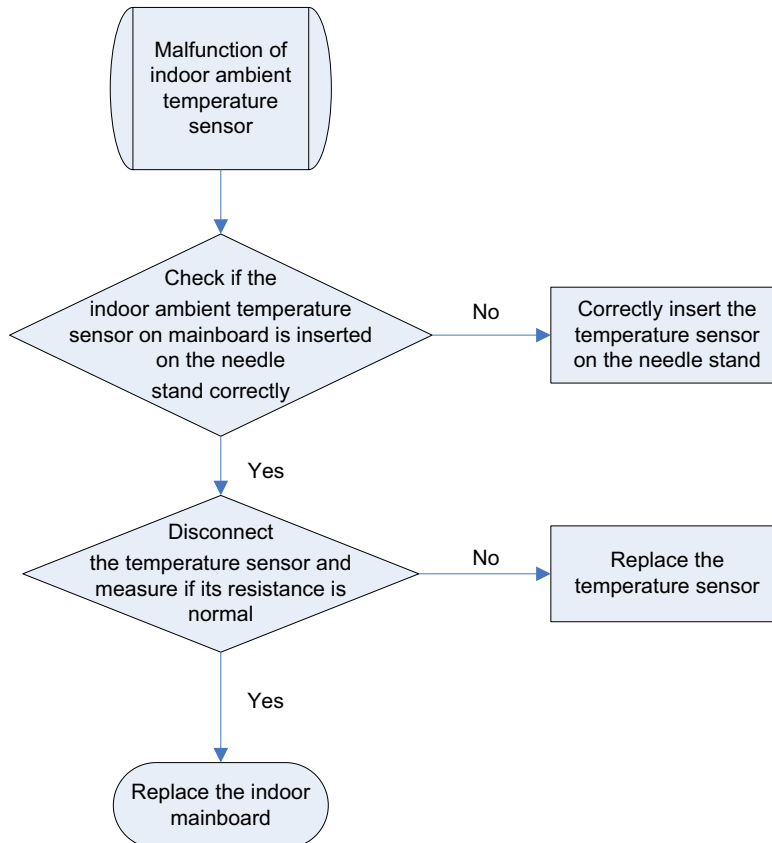 Malfunction of
indoor ambient
temperature
sensor
Check if the
indoor ambient temperature
sensor on mainboard is inserted
on the needle
stand correctly
No
Correctly insert the
temperature sensor
on the needle stand
Yes
Disconnect
the temperature sensor and
measure if its resistance is
normal
No
Replace the
temperature sensor
Yes
Replace the indoor
mainboard